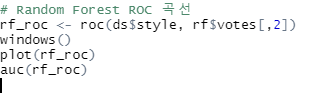 # Random Forest ROC 곡선
rf_roc <- roc(ds$style, rf$votes[,2])
windows()
plot(rf_roc)
auc(rf_roc)